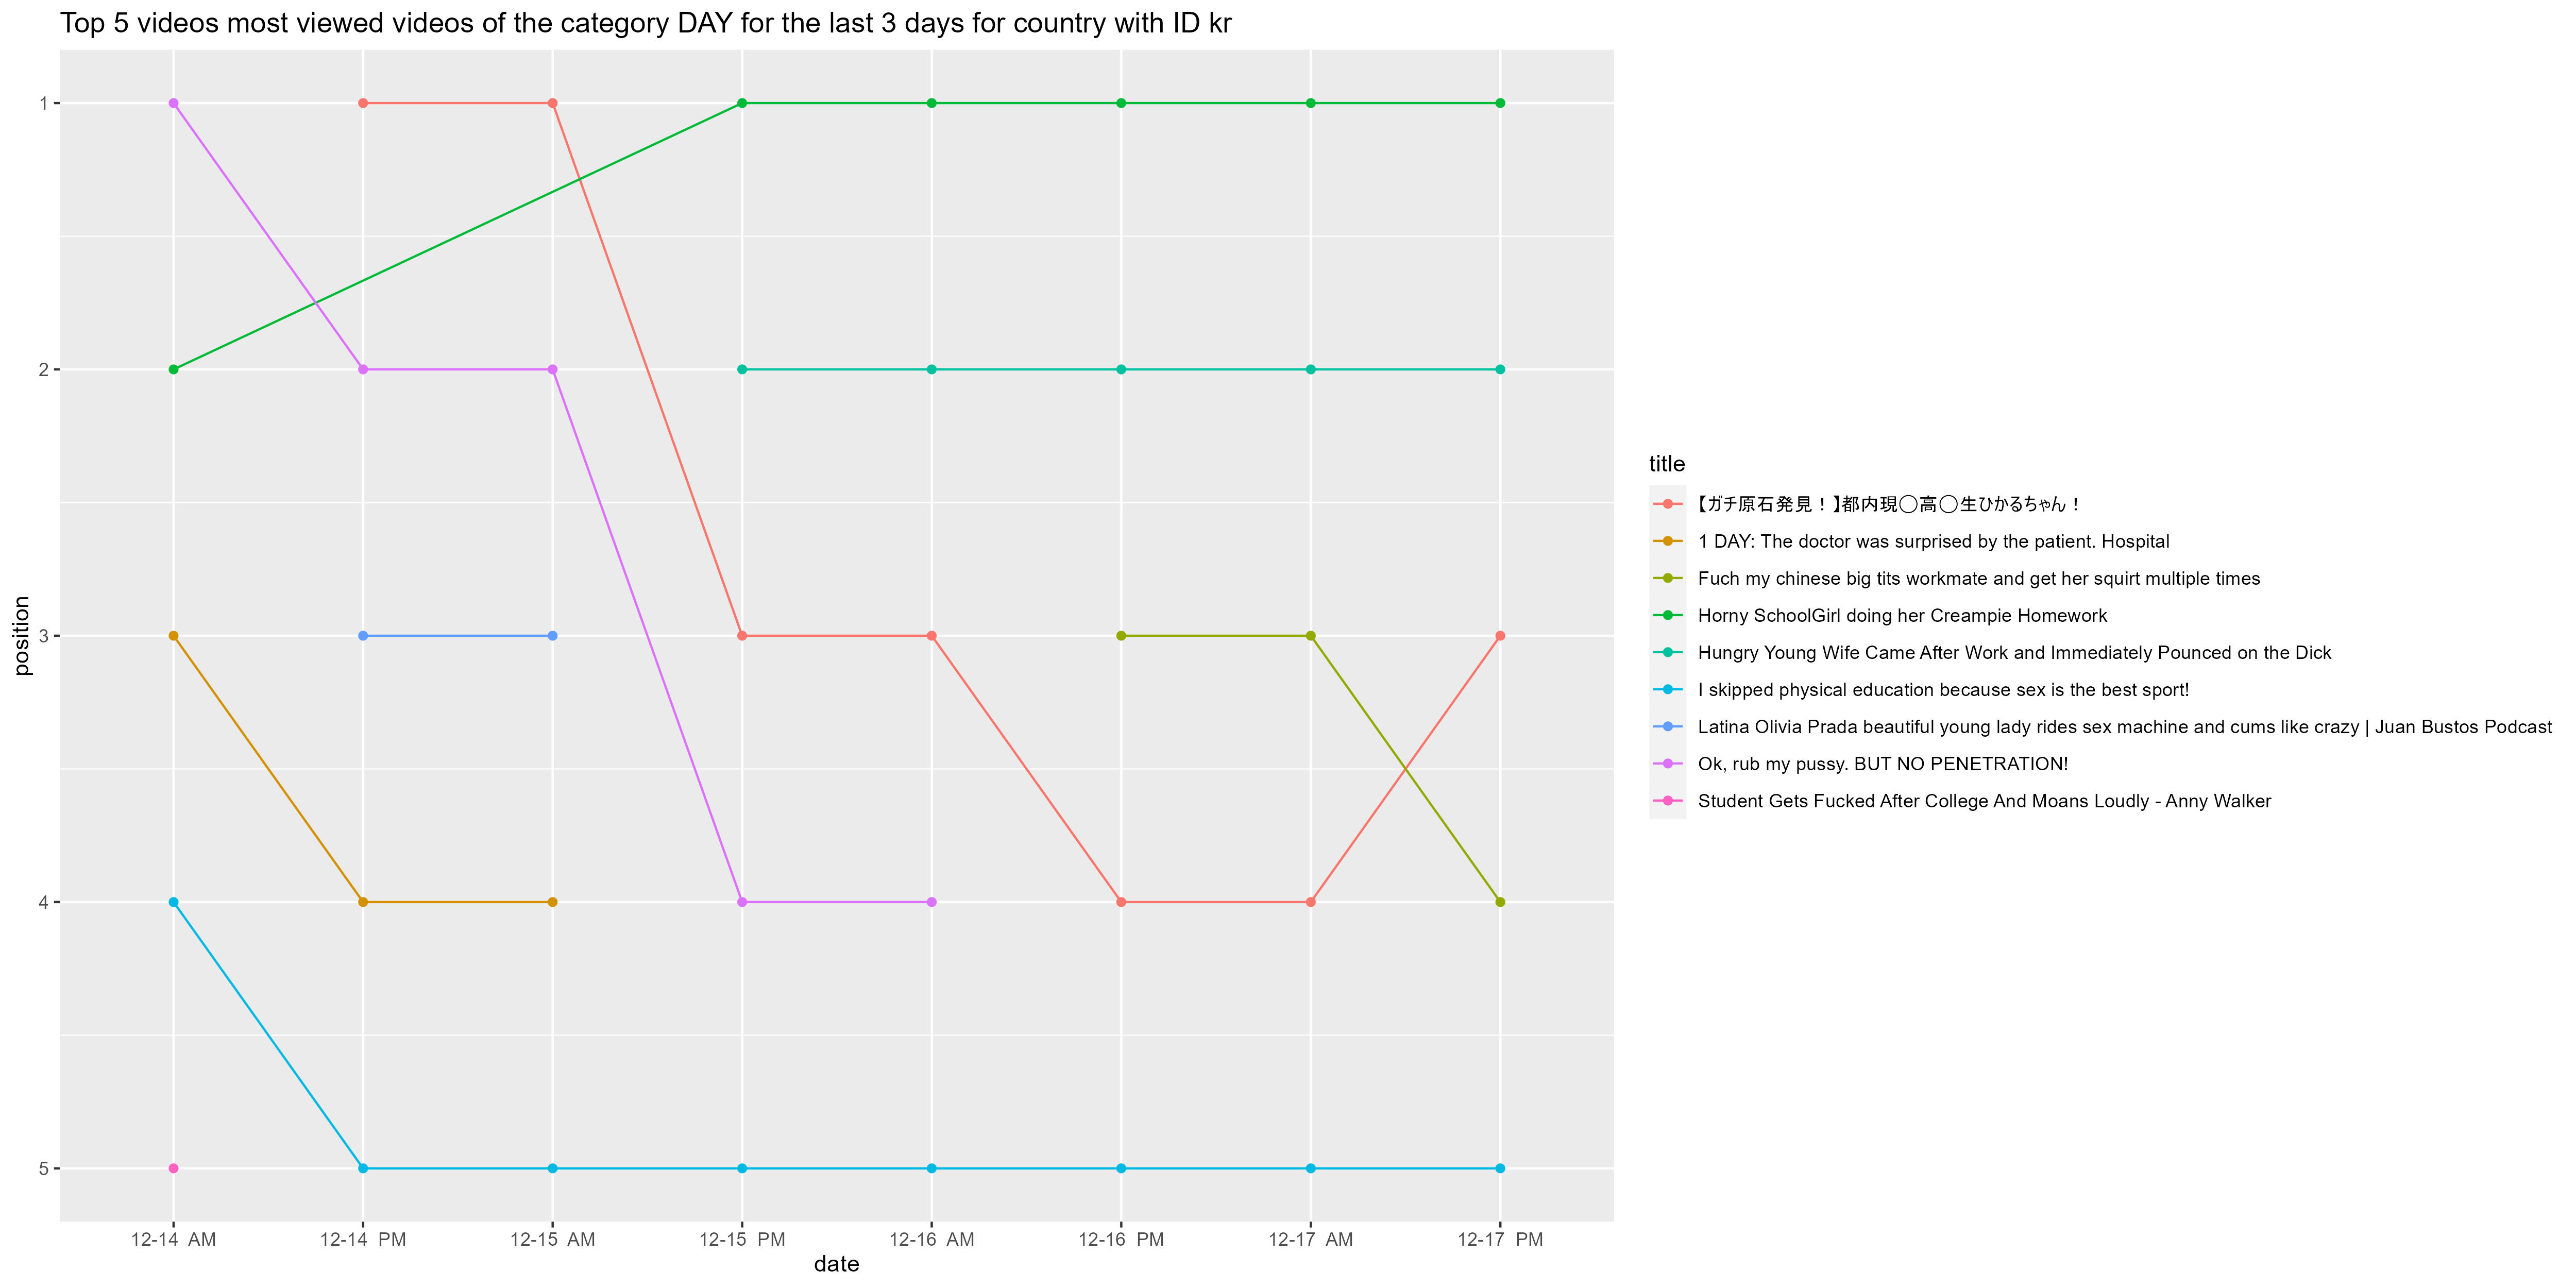 Top 5 videos most viewed videos of the category DAY for the last 3 days for country with ID kr
position
1
2
3
4
5
12-14 AM
12-14 PM
12-15 AM
12-15 PM
12-16 AM
12-16 PM
12-17 AM
12-17 PM
date
title
【ガチ原石発見！】都内現◯高◯生ひかるちゃん！
1 DAY: The doctor was surprised by the patient. Hospital
Fuch my chinese big tits workmate and get her squirt multiple times
Horny SchoolGirl doing her Creampie Homework
Hungry Young Wife Came After Work and Immediately Pounced on the Dick
I skipped physical education because sex is the best sport!
Latina Olivia Prada beautiful young lady rides sex machine and cums like crazy | Juan Bustos Podcast
Ok, rub my pussy. BUT NO PENETRATION!
Student Gets Fucked After College And Moans Loudly - Anny Walker